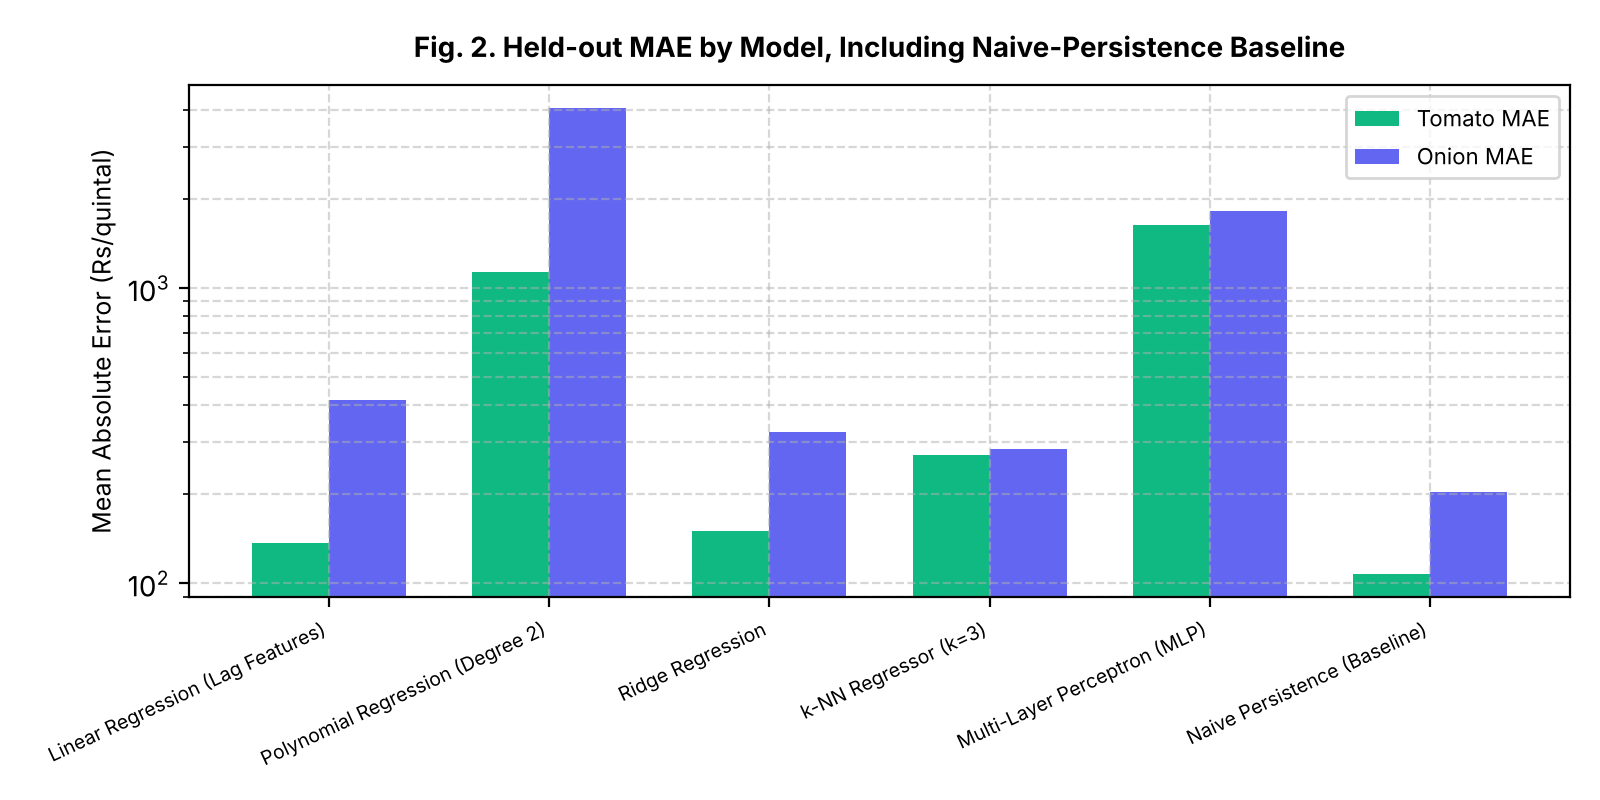 Fig. 2. Held-out MAE by Model, Including Naive-Persistence Baseline
Tomato MAE
Onion MAE
Mean Absolute Error (Rs/quintal)
10³
10²
Linear Regression (Lag Features)
Polynomial Regression (Degree 2)
Ridge Regression
k-NN Regressor (k=3)
Multi-Layer Perceptron (MLP)
Naive Persistence (Baseline)